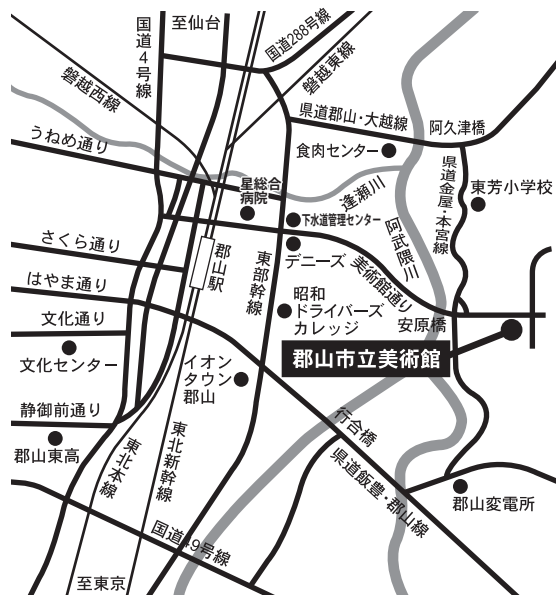 至仙台
国道4号線
国道288号線
磐越西線
磐越東線
うねめ通り
県道郡山・大越線
阿久津橋
食肉センター
星総合
病院
逢瀬川
県道金屋・本宮線
東芳小学校
下水道管理センター
阿武隈川
さくら通り
郡山駅
東部幹線
デニーズ
美術館通り
はやま通り
昭和
ドライバーズ
カレッジ
安原橋
文化通り
文化センター
郡山市立美術館
イオン
タウン
郡山
静御前通り
郡山東高
行合橋
東北本線
東北新幹線
県道飯豊・郡山線
郡山変電所
国道49号線
至東京